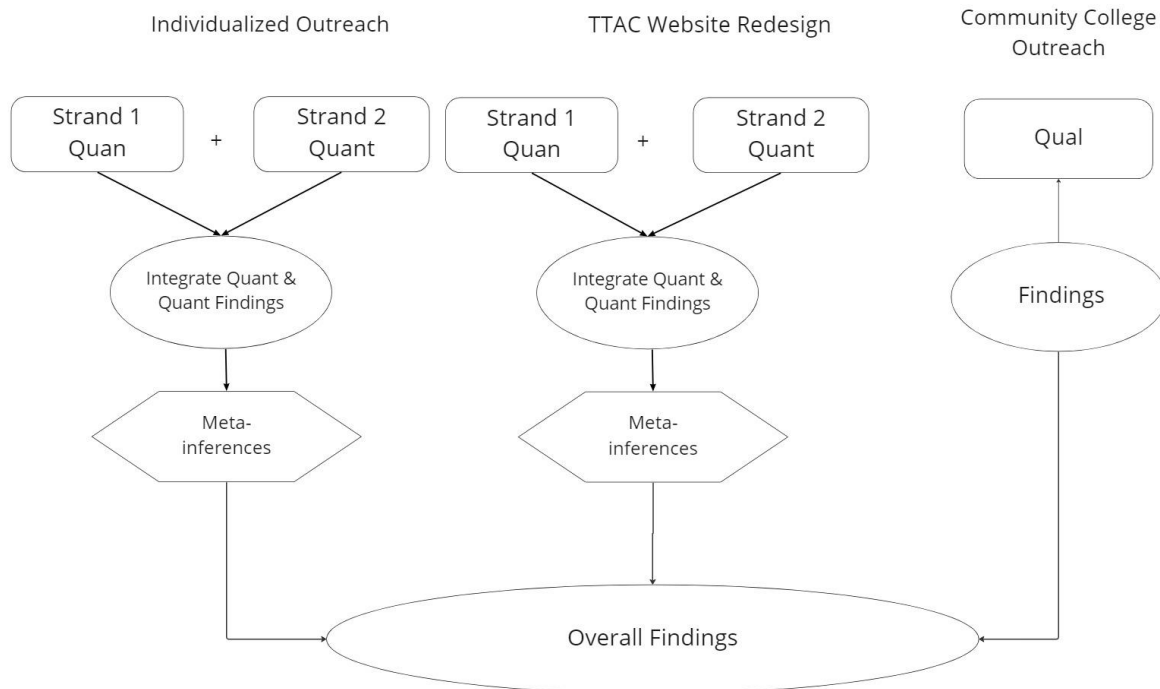 Individualized Outreach
TTAC Website Redesign
Community College
Outreach
Strand 1
Quan
+
Strand 2
Quant
Strand 1
Quan
+
Strand 2
Quant
Qual
Integrate Quant &
Quant Findings
Integrate Quant &
Quant Findings
Findings
Meta-
inferences
Meta-
inferences
Overall Findings